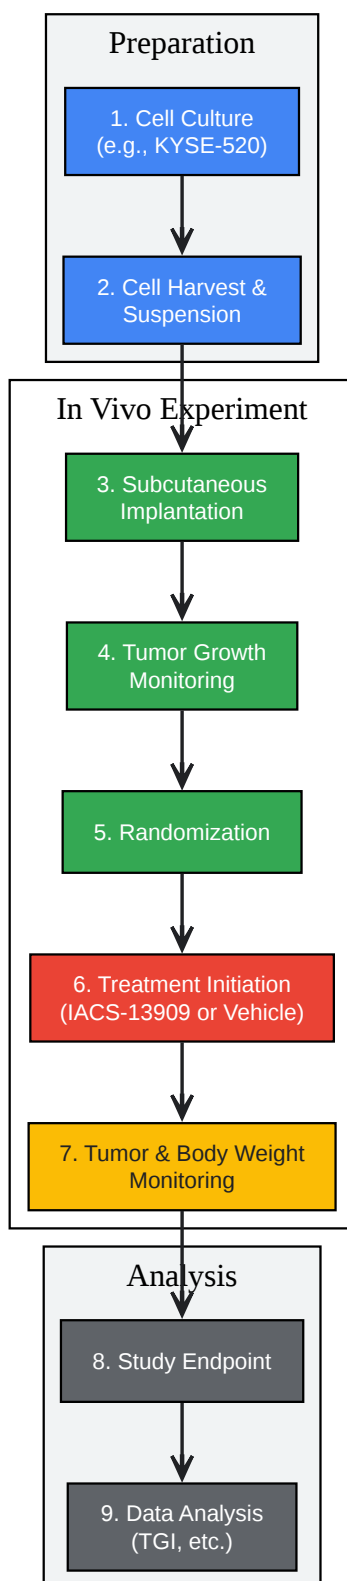 Preparation
1. Cell Culture
(e.g., KYSE-520)
2. Cell Harvest &
Suspension
In Vivo Experiment
3. Subcutaneous
Implantation
4. Tumor Growth
Monitoring
5. Randomization
6. Treatment Initiation
(IACS-13909 or Vehicle)
7. Tumor & Body Weight
Monitoring
Analysis
8. Study Endpoint
9. Data Analysis
(TGI, etc.)